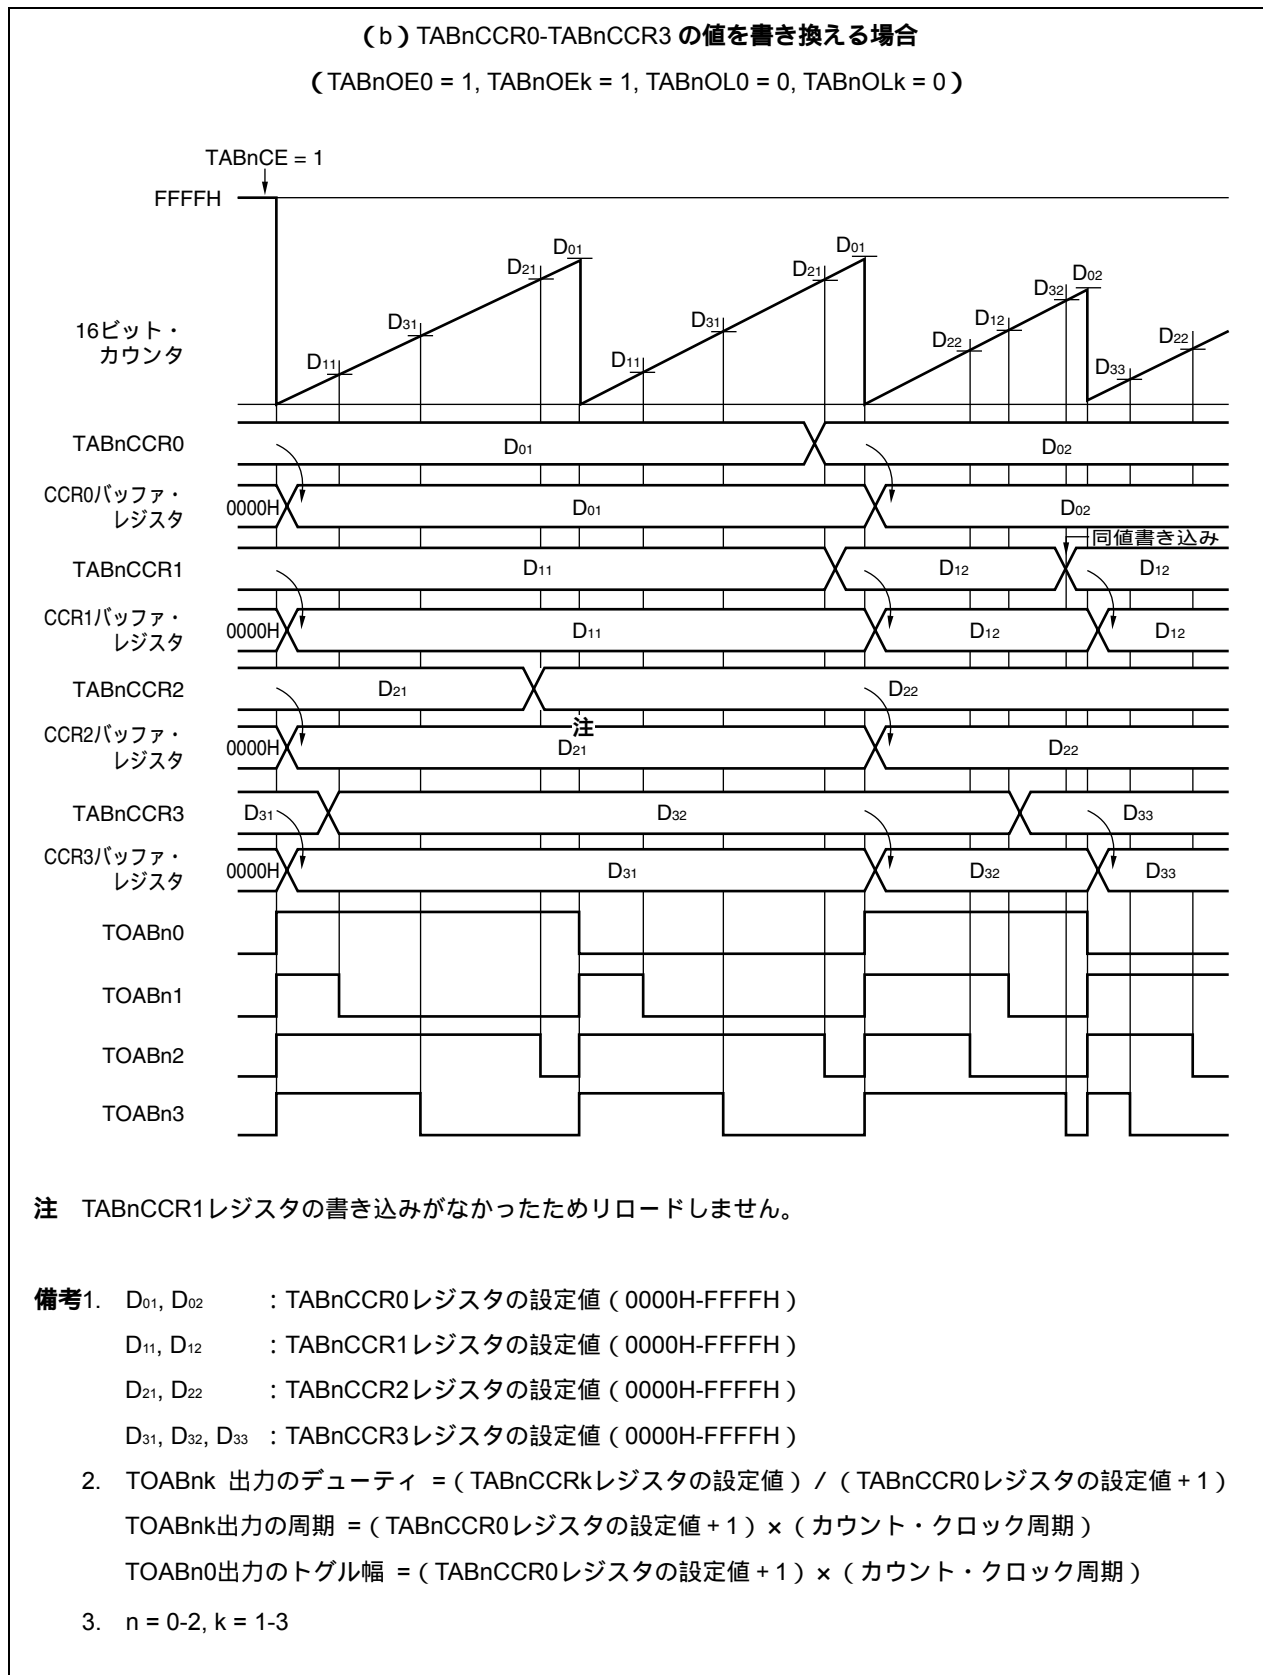 （b）TABnCCR0-TABnCCR3 の値を書き換える場合
（TABnOE0 = 1, TABnOEk = 1, TABnOL0 = 0, TABnOLk = 0）
TABnCE = 1
FFFFH
D01 D01
D21 D21 D32 D02
D31 D31 D12
D22 D22
D11 D11 D33
16ビット・
カウンタ
TABnCCR0 D01 D02
CCR0バッファ・
レジスタ
0000H D01 D02
同値書き込み
TABnCCR1 D11 D12 D12
CCR1バッファ・
レジスタ
0000H D11 D12 D12
TABnCCR2 D21 D22
注
CCR2バッファ・
レジスタ
0000H D21 D22
TABnCCR3 D31 D32 D33
CCR3バッファ・
レジスタ
0000H D31 D32 D33
TOABn0
TOABn1
TOABn2
TOABn3
注 TABnCCR1レジスタの書き込みがなかったためリロードしません。
備考1. D01, D02 : TABnCCR0レジスタの設定値（0000H-FFFFH）
D11, D12 : TABnCCR1レジスタの設定値（0000H-FFFFH）
D21, D22 : TABnCCR2レジスタの設定値（0000H-FFFFH）
D31, D32, D33 : TABnCCR3レジスタの設定値（0000H-FFFFH）
2. TOABnk 出力のデューティ =（TABnCCRkレジスタの設定値）/（TABnCCR0レジスタの設定値+1）
TOABnk出力の周期 =（TABnCCR0レジスタの設定値+1）×（カウント・クロック周期）
TOABn0出力のトグル幅 =（TABnCCR0レジスタの設定値+1）×（カウント・クロック周期）
3. n = 0-2, k = 1-3